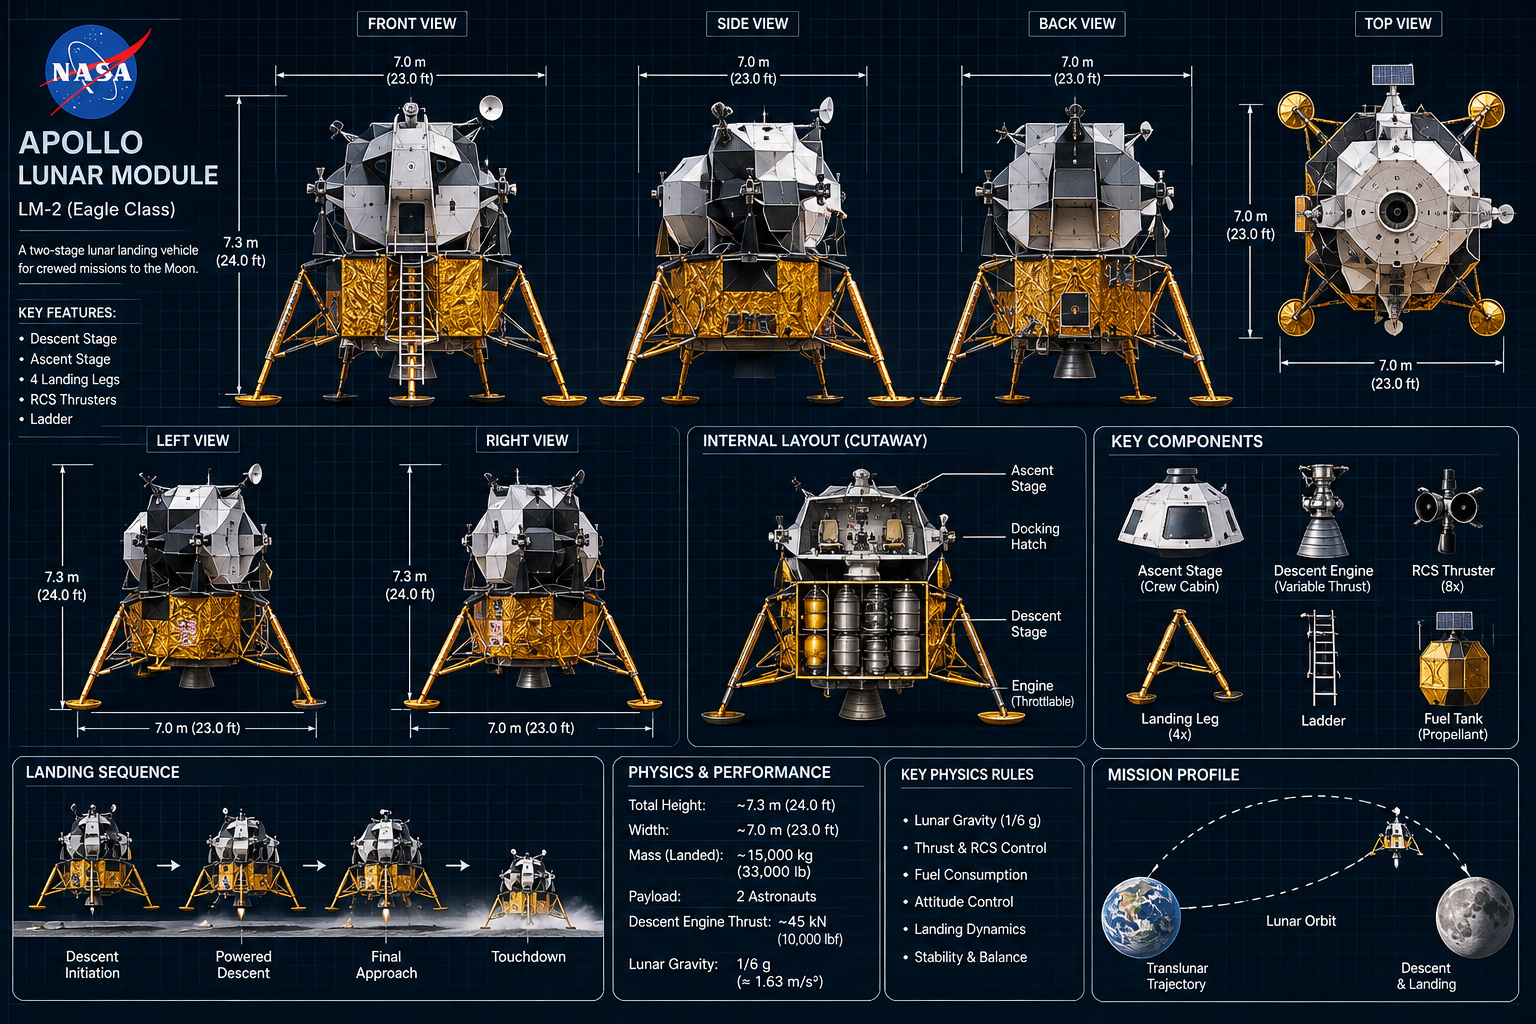 NASA
APOLLO
LUNAR MODULE
LM-2 (Eagle Class)
A two-stage lunar landing vehicle
for crewed missions to the Moon.
KEY FEATURES:
• Descent Stage
• Ascent Stage
• 4 Landing Legs
• RCS Thrusters
• Ladder
FRONT VIEW
7.0 m
(23.0 ft)
7.3 m
(24.0 ft)
SIDE VIEW
7.0 m
(23.0 ft)
BACK VIEW
7.0 m
(23.0 ft)
TOP VIEW
7.0 m
(23.0 ft)
7.0 m
(23.0 ft)
LEFT VIEW
7.3 m
(24.0 ft)
7.0 m (23.0 ft)
RIGHT VIEW
7.3 m
(24.0 ft)
7.0 m (23.0 ft)
INTERNAL LAYOUT (CUTAWAY)
Ascent
Stage
Docking
Hatch
Descent
Stage
Engine
(Throttlable)
KEY COMPONENTS
Ascent Stage
(Crew Cabin)
Descent Engine
(Variable Thrust)
RCS Thruster
(8x)
Landing Leg
(4x)
Ladder
Fuel Tank
(Propellant)
LANDING SEQUENCE
Descent
Initiation
Powered
Descent
Final
Approach
Touchdown
PHYSICS & PERFORMANCE
Total Height: ~7.3 m (24.0 ft)
Width: ~7.0 m (23.0 ft)
Mass (Landed): ~15,000 kg
(33,000 lb)
Payload: 2 Astronauts
Descent Engine Thrust: ~45 kN
(10,000 lbf)
Lunar Gravity: 1/6 g
(≈ 1.63 m/s²)
KEY PHYSICS RULES
• Lunar Gravity (1/6 g)
• Thrust & RCS Control
• Fuel Consumption
• Attitude Control
• Landing Dynamics
• Stability & Balance
MISSION PROFILE
Lunar Orbit
Translunar
Trajectory
Descent
& Landing